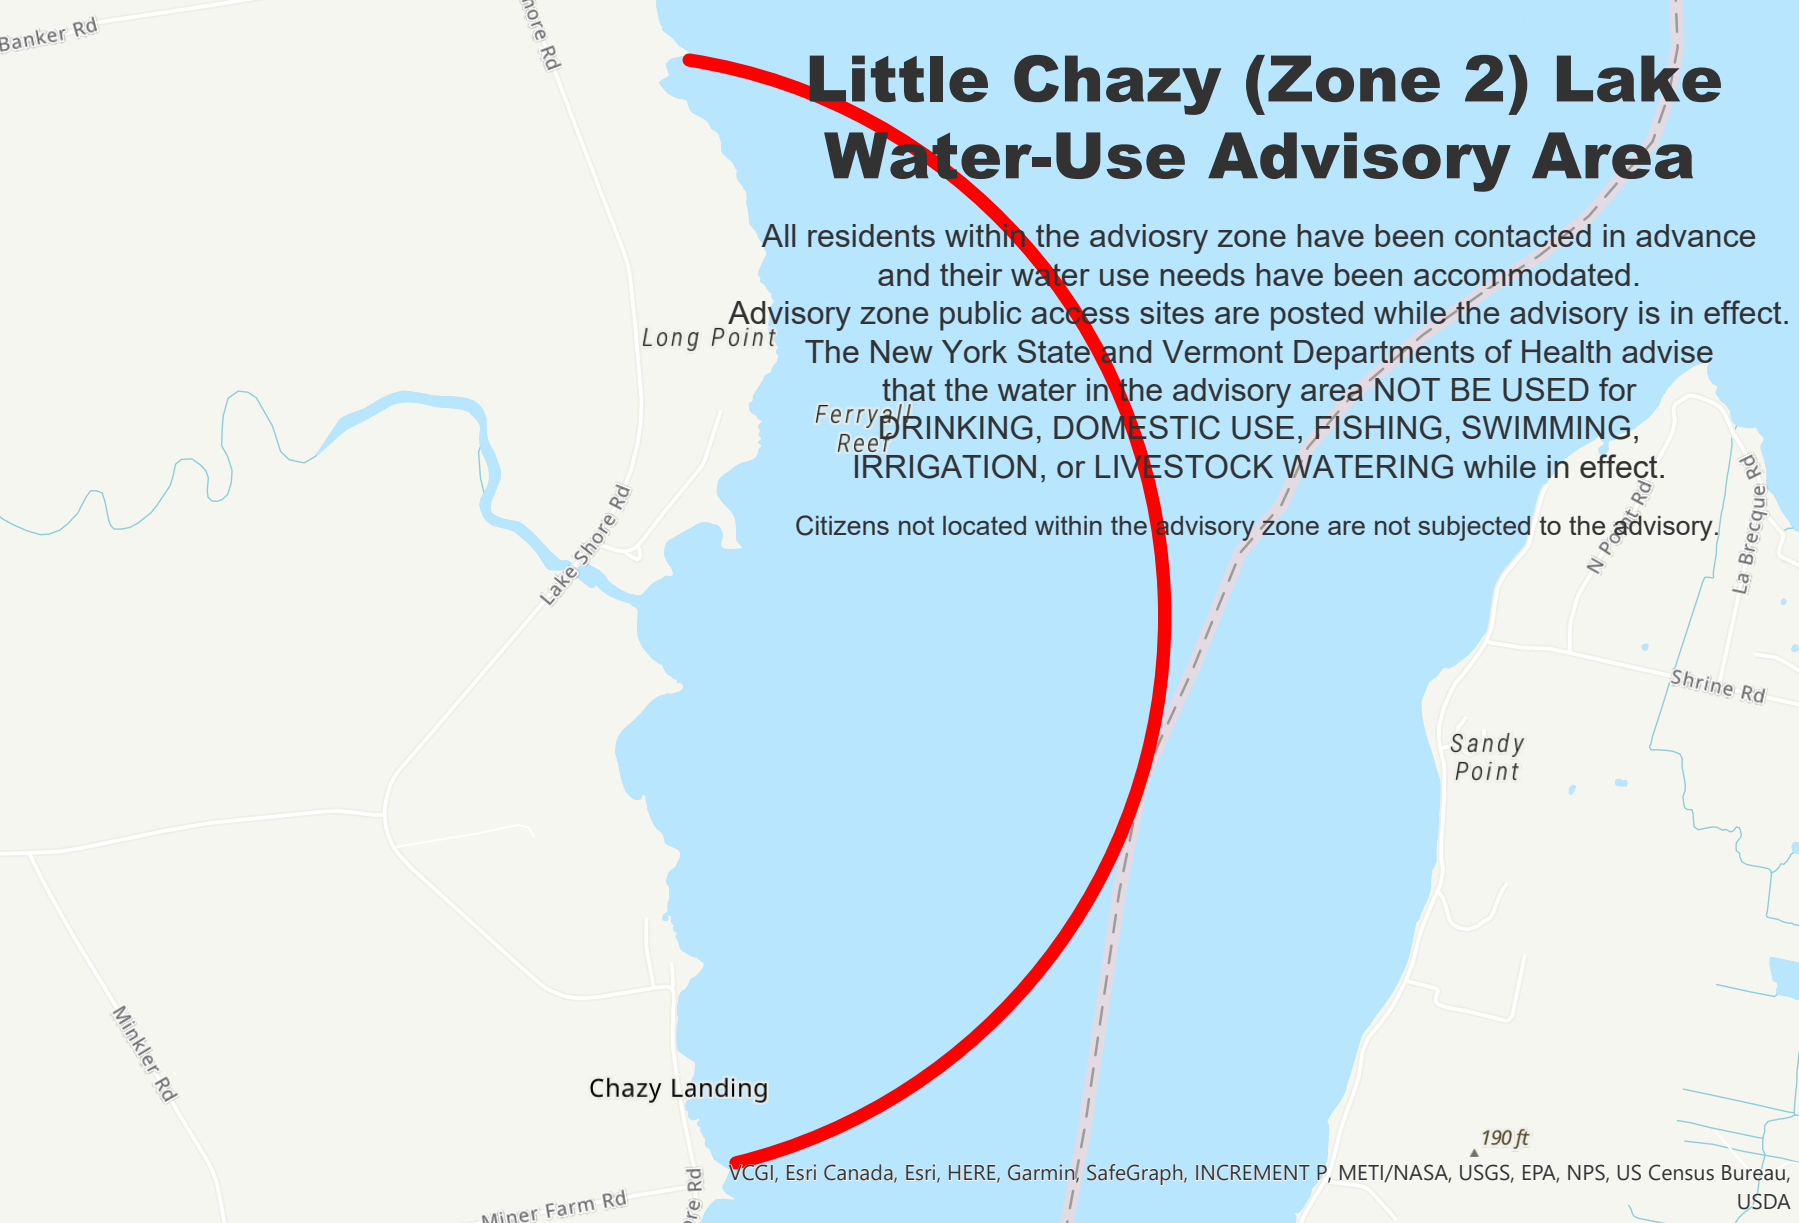 Banker Rd
hore Rd
Little Chazy (Zone 2) Lake
Water-Use Advisory Area
All residents within the adviosry zone have been contacted in advance
and their water use needs have been accommodated.
Advisory zone public access sites are posted while the advisory is in effect.
The New York State and Vermont Departments of Health advise
that the water in the advisory area NOT BE USED for
DRINKING, DOMESTIC USE, FISHING, SWIMMING,
IRRIGATION, or LIVESTOCK WATERING while in effect.
Citizens not located within the advisory zone are not subjected to the advisory.
Long Point
Ferryall
Reef
Lake Shore Rd
N Point Rd
La Brecque Rd
Shrine Rd
Sandy
Point
Minkler Rd
Chazy Landing
190 ft
Miner Farm Rd
ore Rd
VCGI, Esri Canada, Esri, HERE, Garmin, SafeGraph, INCREMENT P, METI/NASA, USGS, EPA, NPS, US Census Bureau,
USDA